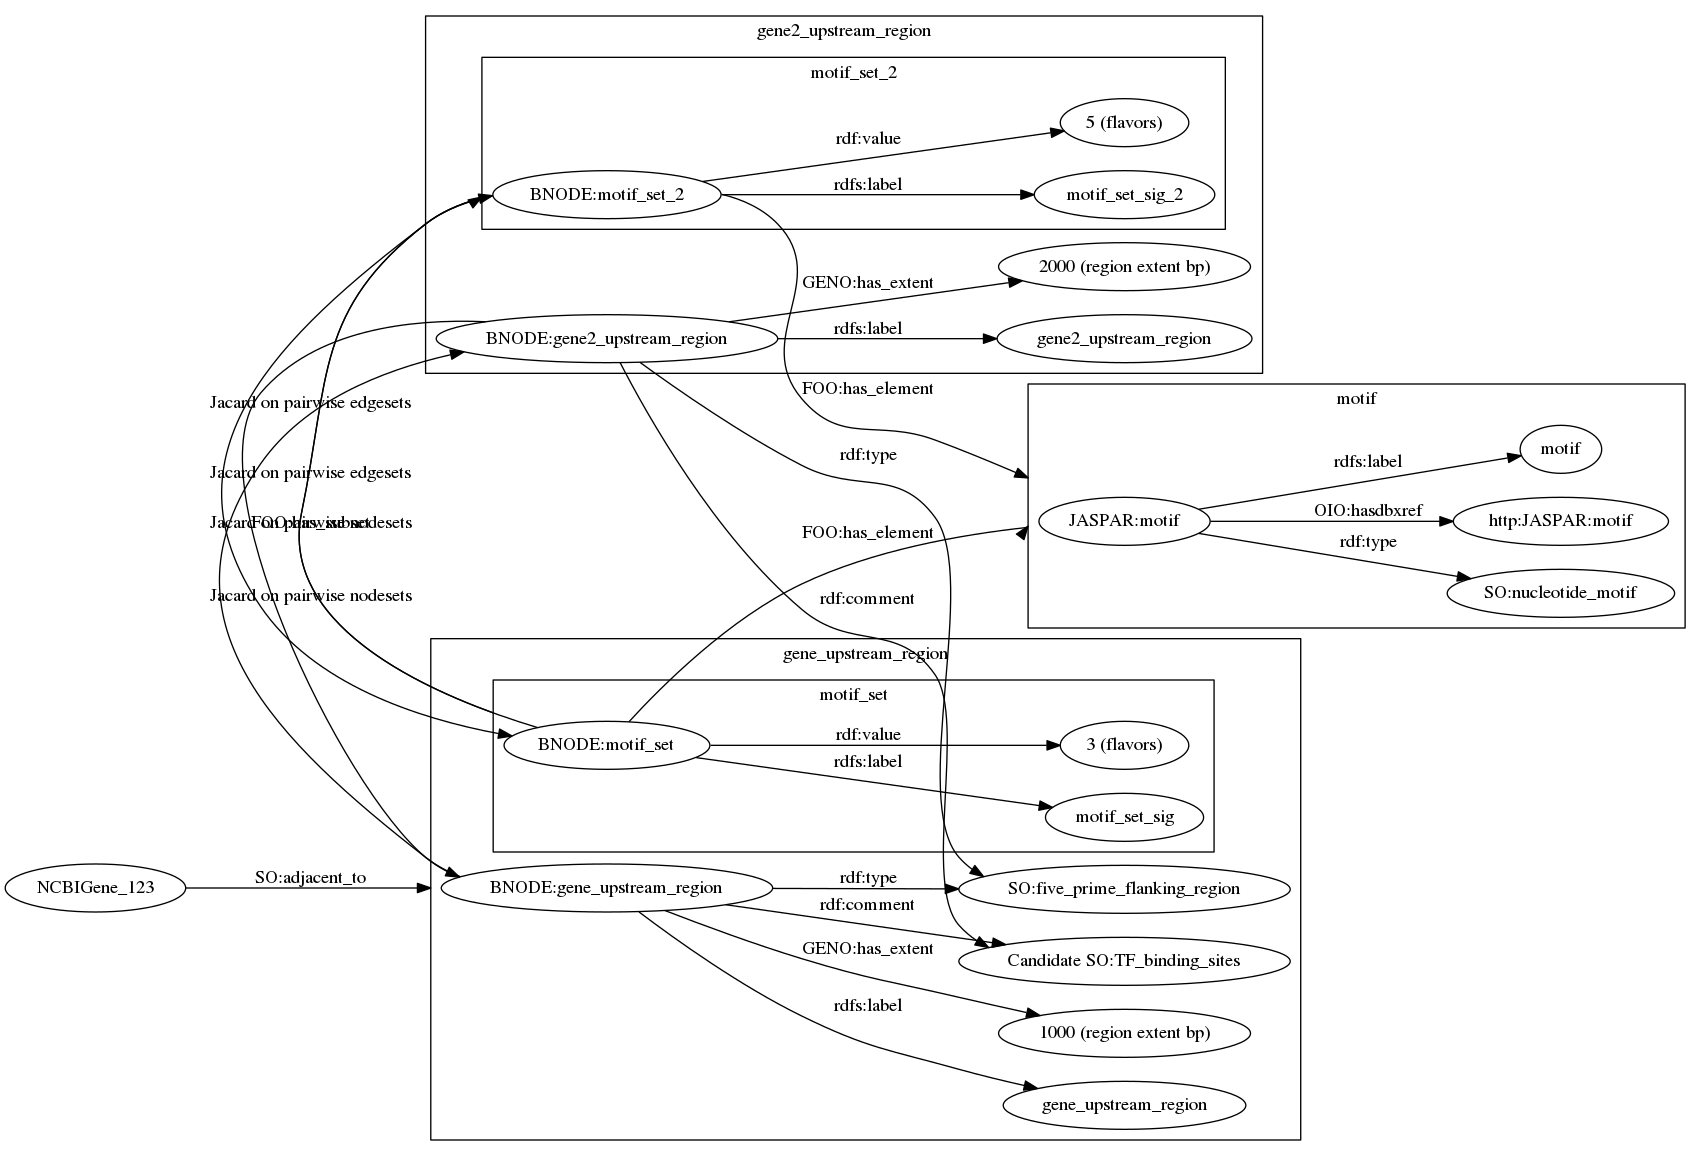 gene2_upstream_region
motif_set_2
5 (flavors)
rdf:value
BNODE:motif_set_2
rdfs:label
motif_set_sig_2
2000 (region extent bp)
GENO:has_extent
BNODE:gene2_upstream_region
rdfs:label
gene2_upstream_region
FOO:has_element
Jacard on pairwise edgesets
rdf:type
motif
motif
rdfs:label
JASPAR:motif
OIO:hasdbxref
http:JASPAR:motif
rdf:type
SO:nucleotide_motif
Jacard on pairwise edgesets
Jacard on pairwise nodesets
FOO:has_subset
FOO:has_element
Jacard on pairwise nodesets
rdf:comment
gene_upstream_region
motif_set
BNODE:motif_set
rdf:value
3 (flavors)
rdfs:label
motif_set_sig
NCBIGene_123
SO:adjacent_to
BNODE:gene_upstream_region
rdf:type
SO:five_prime_flanking_region
rdf:comment
Candidate SO:TF_binding_sites
GENO:has_extent
1000 (region extent bp)
rdfs:label
gene_upstream_region